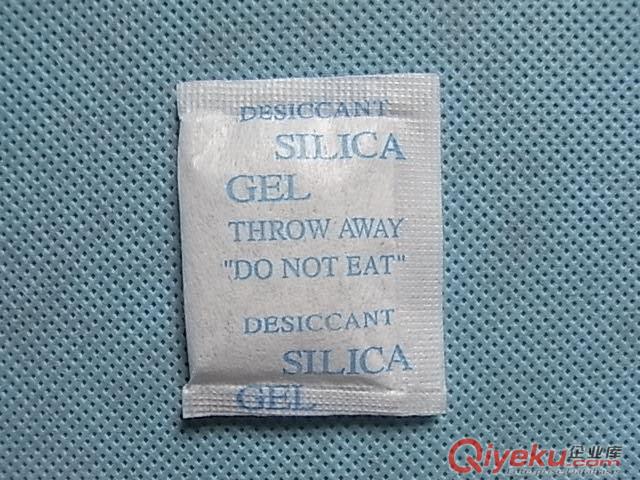 DESICCANT
SILICA
GEL
THROW AWAY
"DO NOT EAT"
DESICCANT
SILICA
GEL
Qiyeku企业库